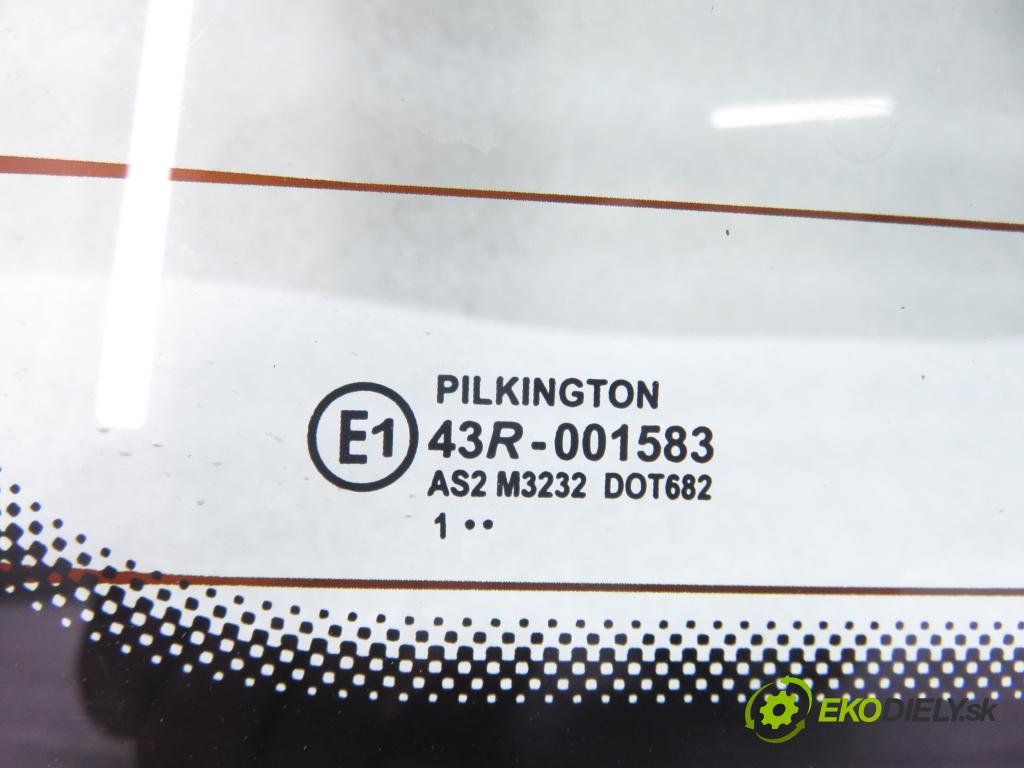 PILKINGTON
E1 43R-001583
AS2 M3232 DOT682
1 ••
EKODIELY.sk